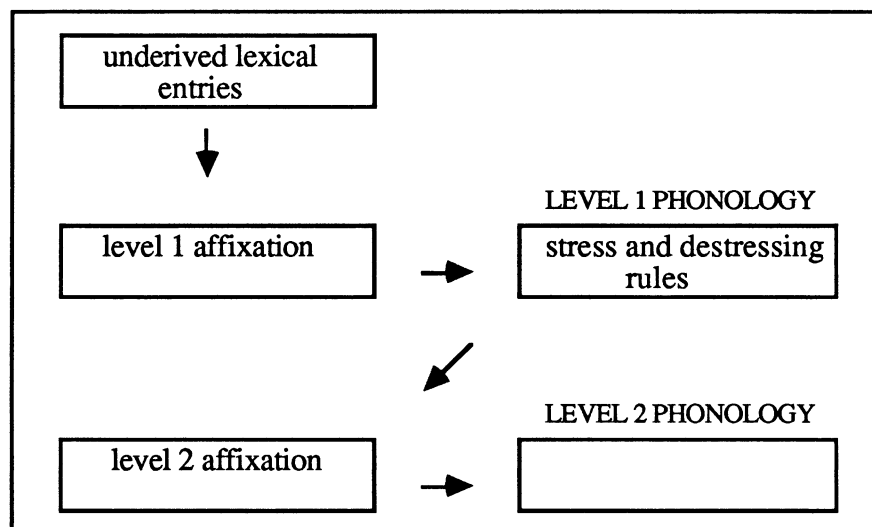 underived lexical
entries
LEVEL 1 PHONOLOGY
level 1 affixation
stress and destressing
rules
LEVEL 2 PHONOLOGY
level 2 affixation